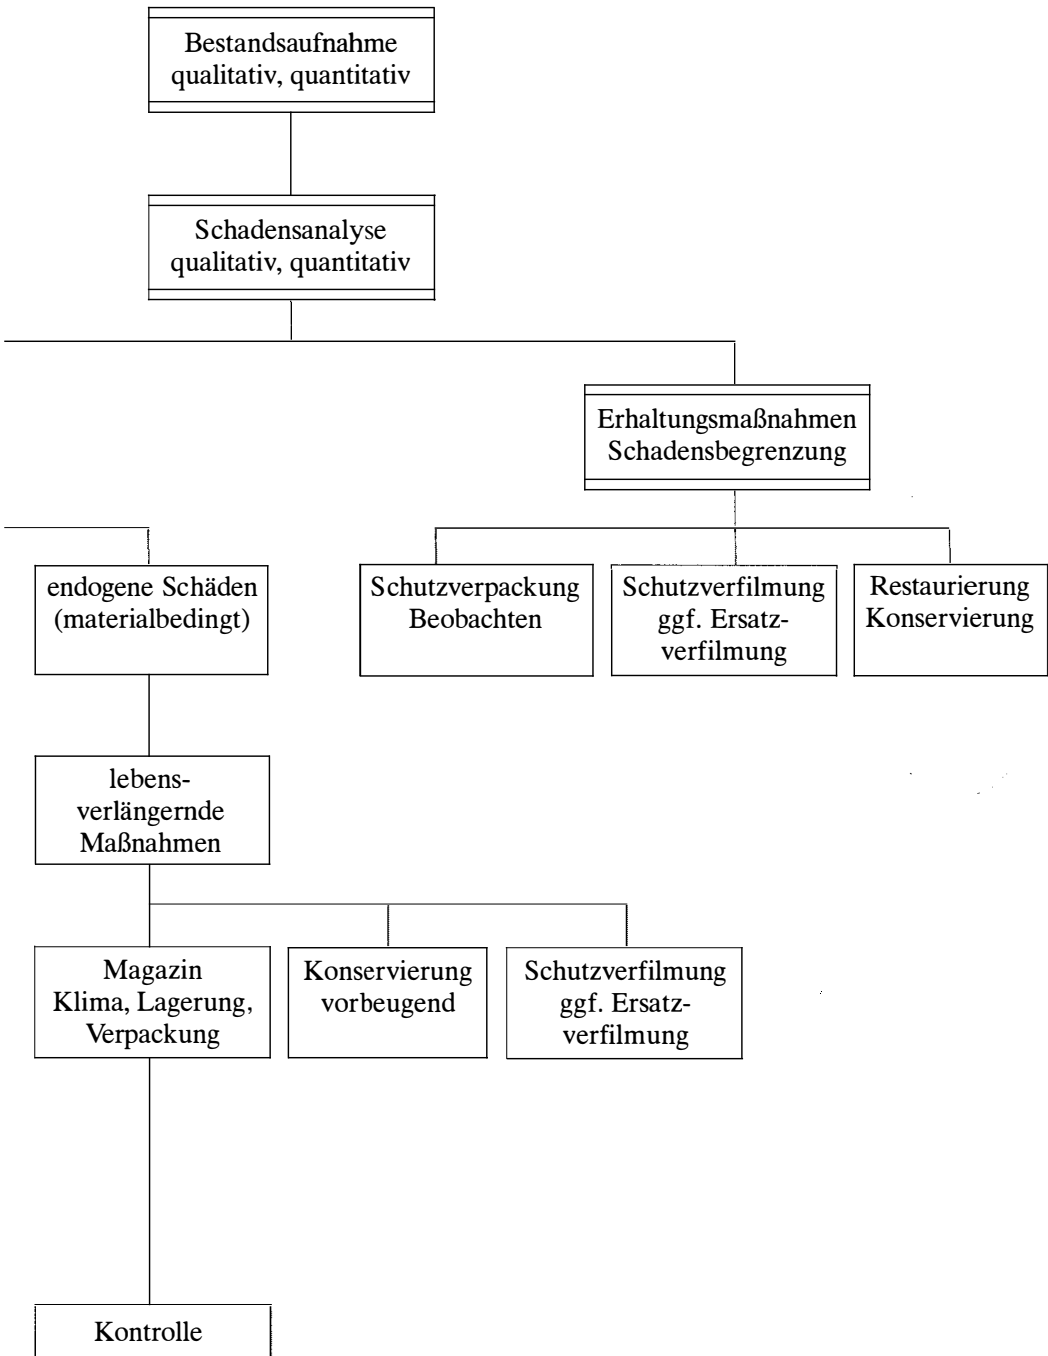 Bestandsaufnahme
qualitativ, quantitativ
Schadensanalyse
qualitativ, quantitativ
Erhaltungsmaßnahmen
Schadensbegrenzung
endogene Schäden
(materialbedingt)
Schutzverpackung
Beobachten
Schutzverfilmung
ggf. Ersatz-
verfilmung
Restaurierung
Konservierung
lebens-
verlängernde
Maßnahmen
Magazin
Klima, Lagerung,
Verpackung
Konservierung
vorbeugend
Schutzverfilmung
ggf. Ersatz-
verfilmung
Kontrolle